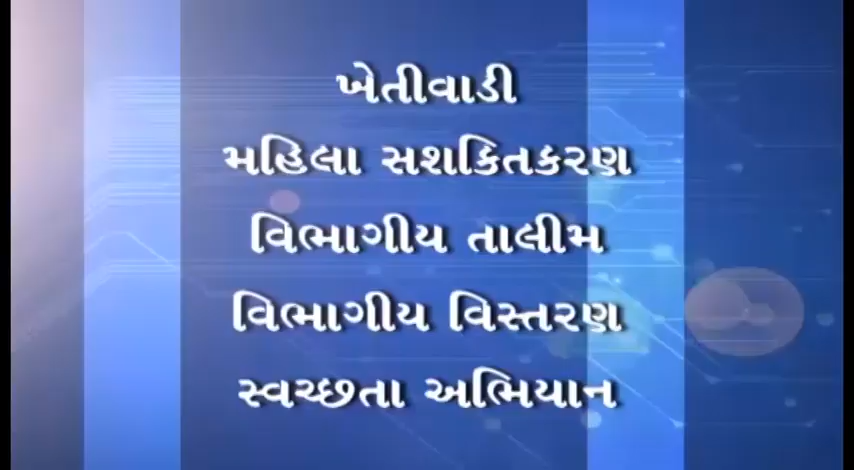 ખેતીવાડી
મહિલા સશકિતકરણ
વિભાગીય તાલીમ
વિભાગીય વિસ્તરણ
સ્વચ્છતા અભિયાન